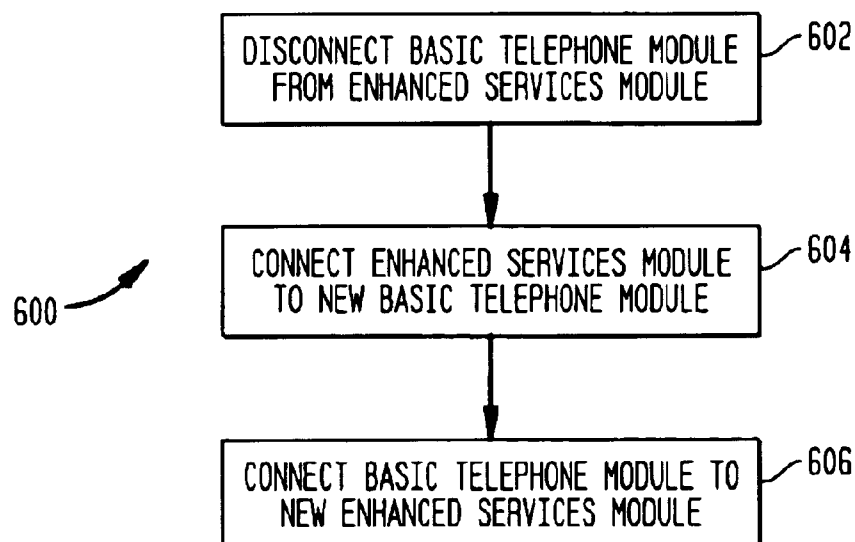 DISCONNECT BASIC TELEPHONE MODULE
FROM ENHANCED SERVICES MODULE
602
CONNECT ENHANCED SERVICES MODULE
TO NEW BASIC TELEPHONE MODULE
604
600
CONNECT BASIC TELEPHONE MODULE TO
NEW ENHANCED SERVICES MODULE
606